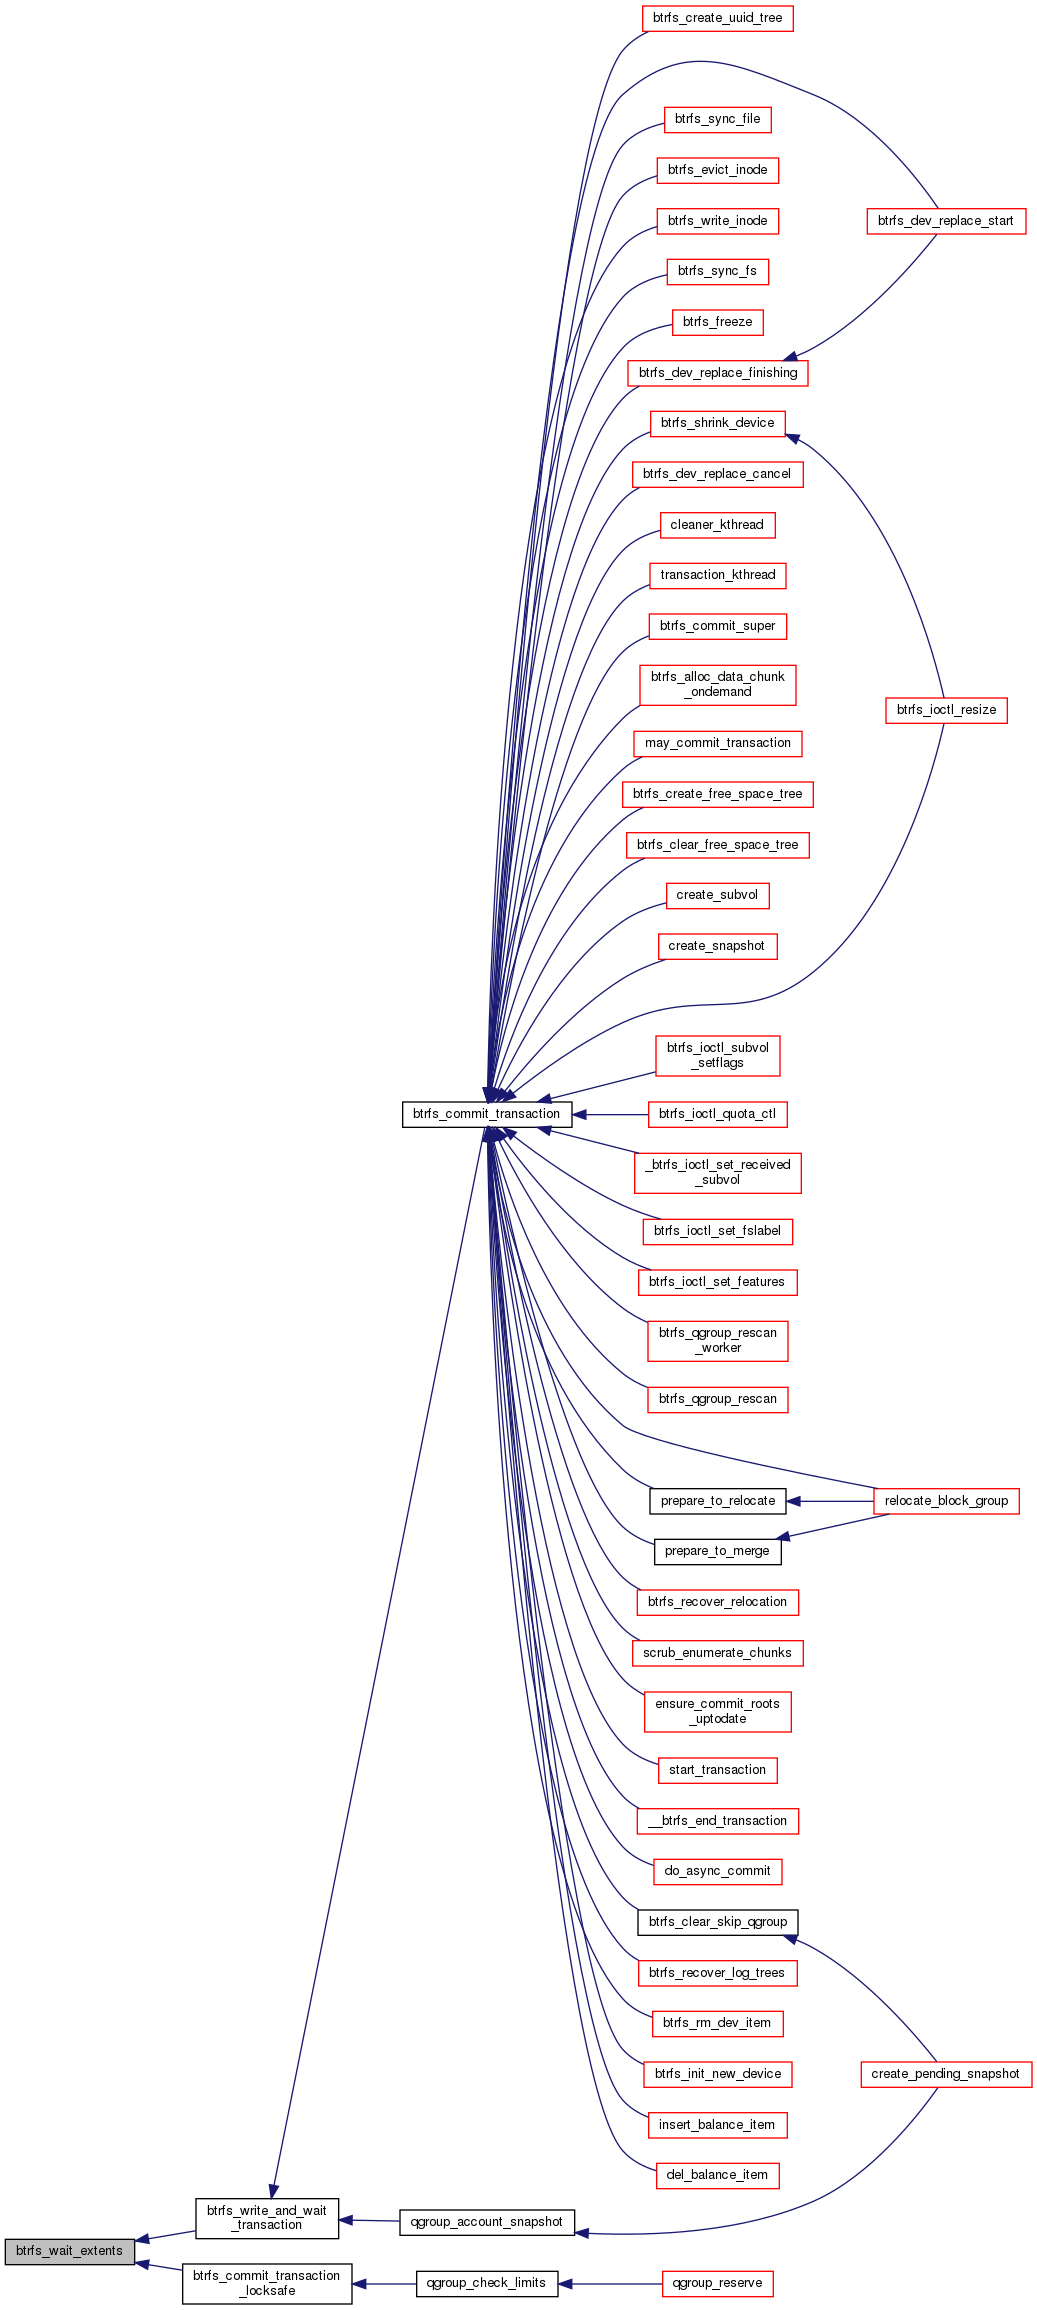 btrfs_create_uuid_tree
btrfs_sync_file
btrfs_evict_inode
btrfs_write_inode
btrfs_dev_replace_start
btrfs_sync_fs
btrfs_freeze
btrfs_dev_replace_finishing
btrfs_shrink_device
btrfs_dev_replace_cancel
cleaner_kthread
transaction_kthread
btrfs_commit_super
btrfs_alloc_data_chunk
_ondemand
btrfs_ioctl_resize
may_commit_transaction
btrfs_create_free_space_tree
btrfs_clear_free_space_tree
create_subvol
create_snapshot
btrfs_ioctl_subvol
_setflags
btrfs_commit_transaction
btrfs_ioctl_quota_ctl
_btrfs_ioctl_set_received
_subvol
btrfs_ioctl_set_fslabel
btrfs_ioctl_set_features
btrfs_qgroup_rescan
_worker
btrfs_qgroup_rescan
prepare_to_relocate
relocate_block_group
prepare_to_merge
btrfs_recover_relocation
scrub_enumerate_chunks
ensure_commit_roots
_uptodate
start_transaction
__btrfs_end_transaction
do_async_commit
btrfs_clear_skip_qgroup
btrfs_recover_log_trees
btrfs_rm_dev_item
btrfs_init_new_device
create_pending_snapshot
insert_balance_item
del_balance_item
btrfs_write_and_wait
_transaction
qgroup_account_snapshot
btrfs_wait_extents
btrfs_commit_transaction
_locksafe
qgroup_check_limits
qgroup_reserve